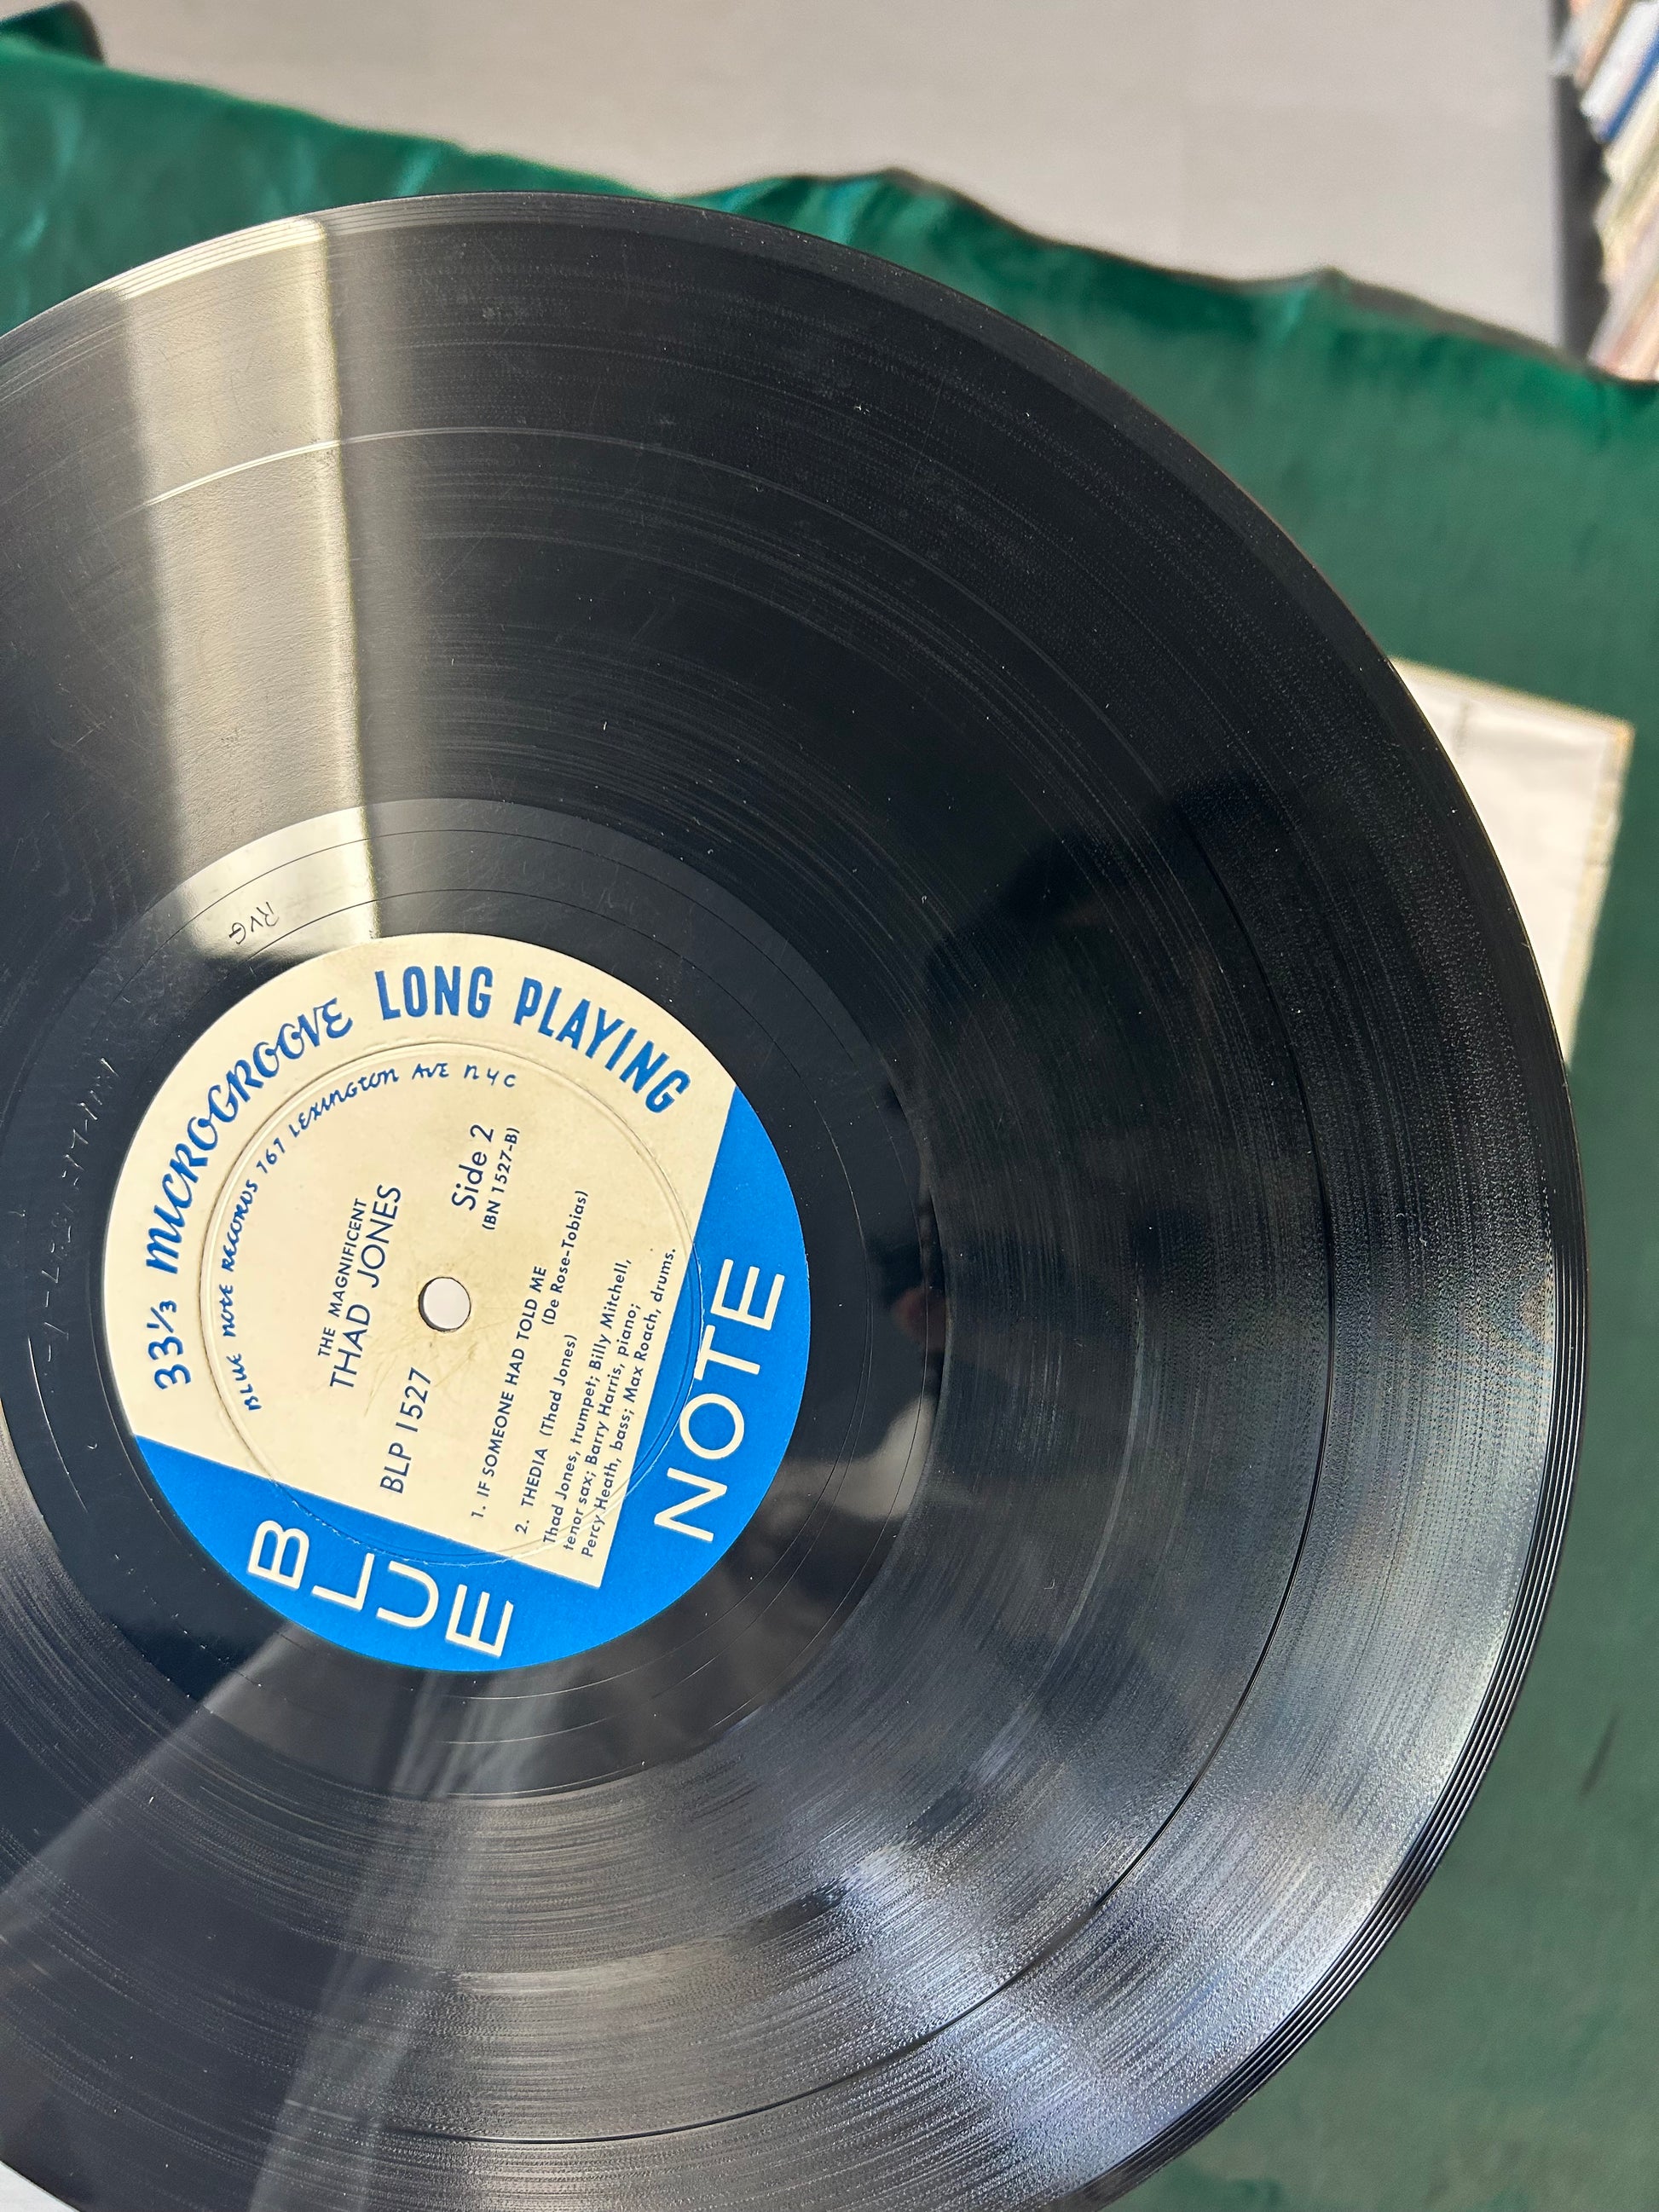 33⅓ MICROGROOVE LONG PLAYING
BLUE NOTE RECORDS 767 LEXINGTON AVE NYC
THE MAGNIFICENT
THAD JONES
BLP 1527
Side 2
(BN 1527-B)
1. IF SOMEONE HAD TOLD ME
(De Rose-Tobias)
2. THEDIA (Thad Jones)
Thad Jones, trumpet; Billy Mitchell,
tenor sax; Barry Harris, piano;
Percy Heath, bass; Max Roach, drums.
BLUE NOTE
RVG